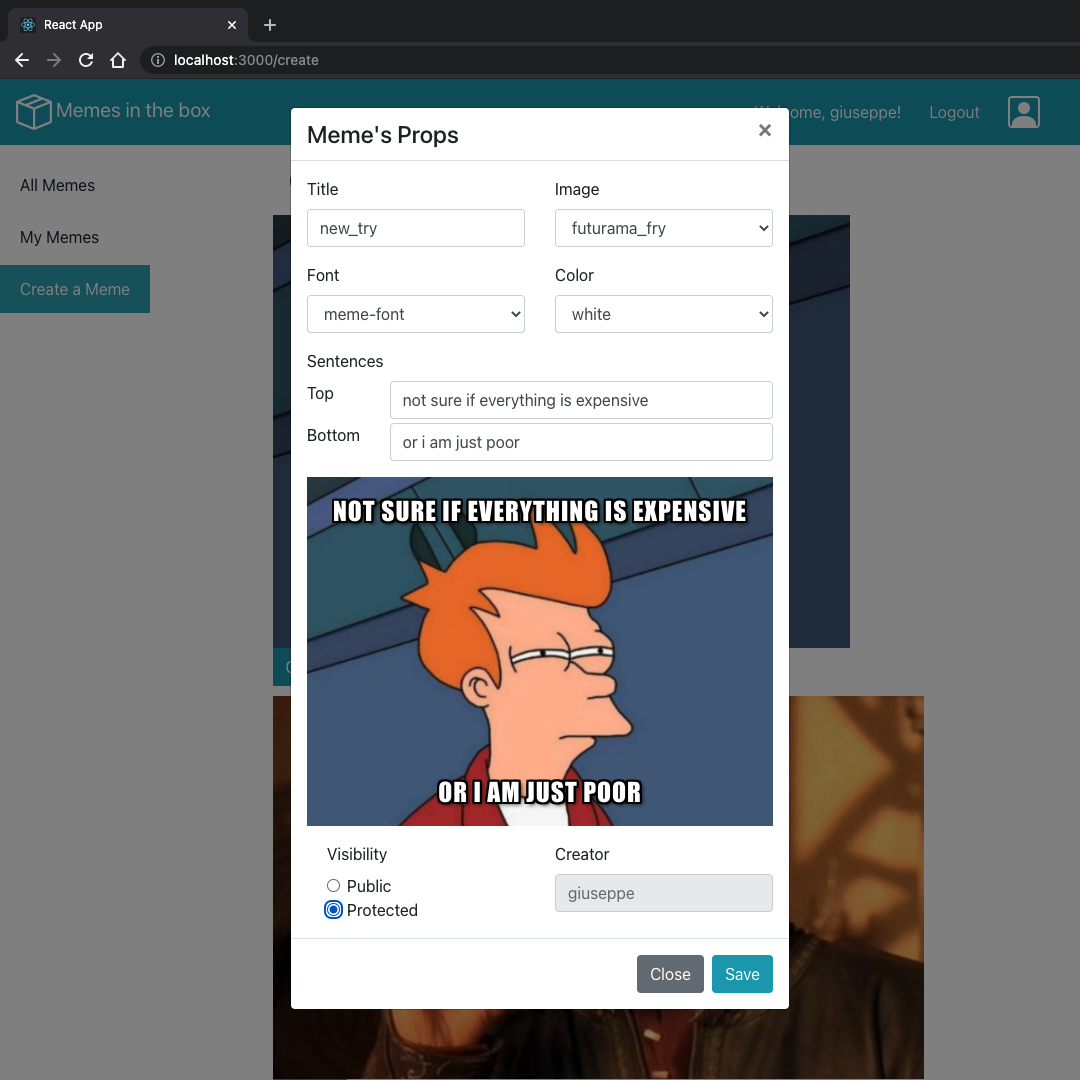 React App
localhost:3000/create
Memes in the box
ome, giuseppe!
Logout
All Memes
My Memes
Create a Meme
Meme's Props
Title
Image
new_try
futurama_fry
Font
Color
meme-font
white
Sentences
Top
not sure if everything is expensive
Bottom
or i am just poor
NOT SURE IF EVERYTHING IS EXPENSIVE
OR I AM JUST POOR
Visibility
Creator
Public
giuseppe
Protected
Close
Save